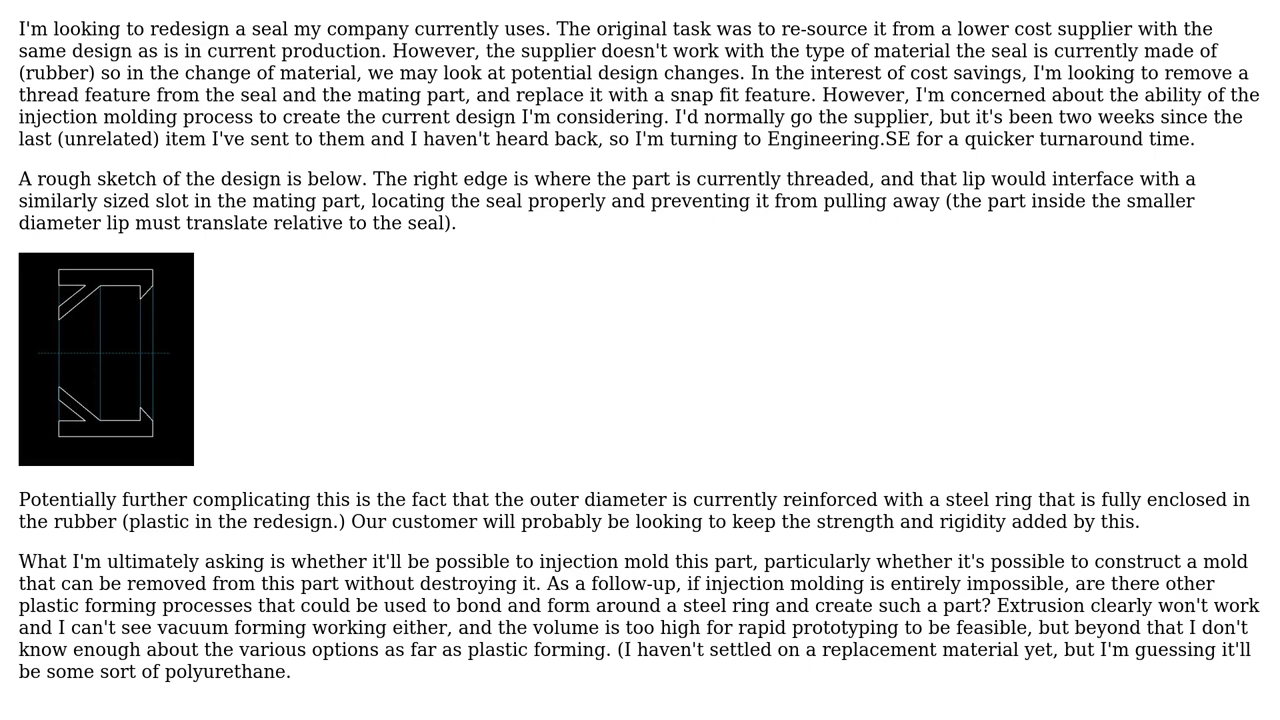 I'm looking to redesign a seal my company currently uses. The original task was to re-source it from a lower cost supplier with the
same design as is in current production. However, the supplier doesn't work with the type of material the seal is currently made of
(rubber) so in the change of material, we may look at potential design changes. In the interest of cost savings, I'm looking to remove a
thread feature from the seal and the mating part, and replace it with a snap fit feature. However, I'm concerned about the ability of the
injection molding process to create the current design I'm considering. I'd normally go the supplier, but it's been two weeks since the
last (unrelated) item I've sent to them and I haven't heard back, so I'm turning to Engineering.SE for a quicker turnaround time.
A rough sketch of the design is below. The right edge is where the part is currently threaded, and that lip would interface with a
similarly sized slot in the mating part, locating the seal properly and preventing it from pulling away (the part inside the smaller
diameter lip must translate relative to the seal).
Potentially further complicating this is the fact that the outer diameter is currently reinforced with a steel ring that is fully enclosed in
the rubber (plastic in the redesign.) Our customer will probably be looking to keep the strength and rigidity added by this.
What I'm ultimately asking is whether it'll be possible to injection mold this part, particularly whether it's possible to construct a mold
that can be removed from this part without destroying it. As a follow-up, if injection molding is entirely impossible, are there other
plastic forming processes that could be used to bond and form around a steel ring and create such a part? Extrusion clearly won't work
and I can't see vacuum forming working either, and the volume is too high for rapid prototyping to be feasible, but beyond that I don't
know enough about the various options as far as plastic forming. (I haven't settled on a replacement material yet, but I'm guessing it'll
be some sort of polyurethane.